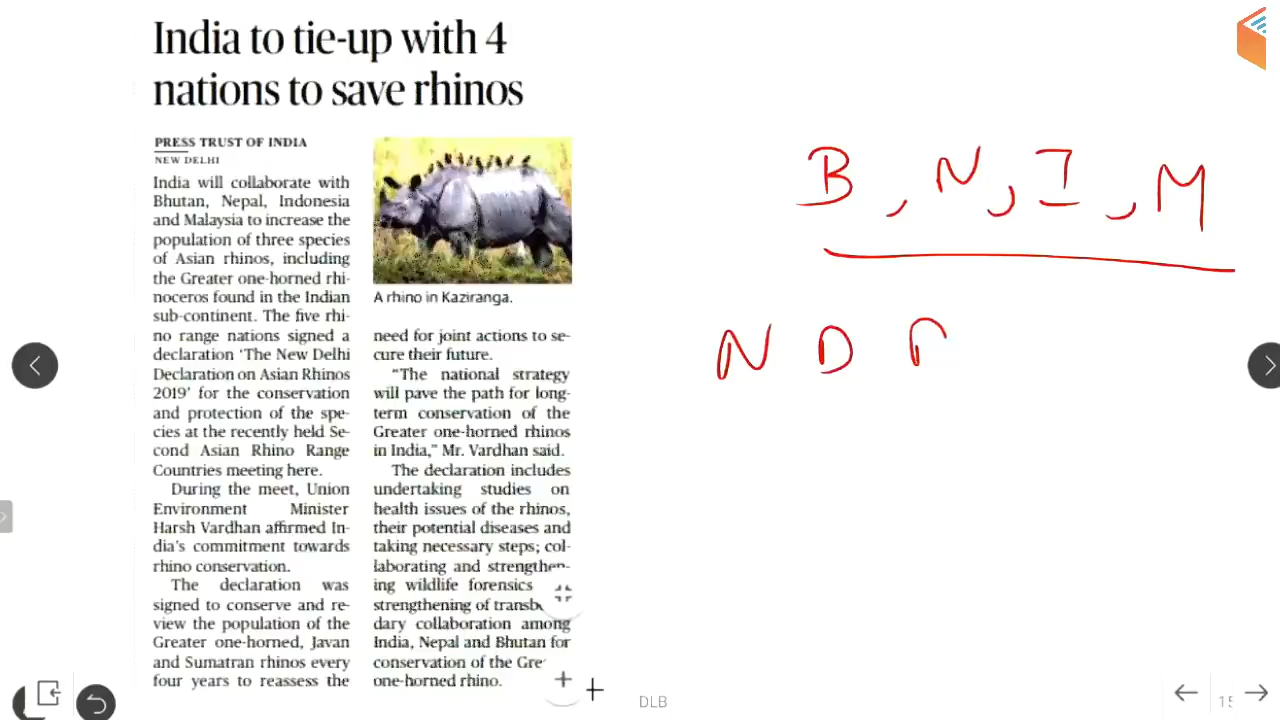 India to tie-up with 4
nations to save rhinos
PRESS TRUST OF INDIA
NEW DELHI
India will collaborate with
Bhutan, Nepal, Indonesia
and Malaysia to increase the
population of three species
of Asian rhinos, including
the Greater one-horned rhi-
noceros found in the Indian
sub-continent. The five rhi-
no range nations signed a
declaration ‘The New Delhi
Declaration on Asian Rhinos
2019’ for the conservation
and protection of the spe-
cies at the recently held Se-
cond Asian Rhino Range
Countries meeting here.
During the meet, Union
Environment Minister
Harsh Vardhan affirmed In-
dia’s commitment towards
rhino conservation.
The declaration was
signed to conserve and re-
view the population of the
Greater one-horned, Javan
and Sumatran rhinos every
four years to reassess the
A rhino in Kaziranga.
need for joint actions to se-
cure their future.
“The national strategy
will pave the path for long-
term conservation of the
Greater one-horned rhinos
in India,” Mr. Vardhan said.
The declaration includes
undertaking studies on
health issues of the rhinos,
their potential diseases and
taking necessary steps; col-
laborating and strengthen-
ing wildlife forensics
strengthening of
dary collaboration among
India, Nepal and Bhutan for
conservation of the
one-horned rhino.
B, N, I, M
N D
DLB
15